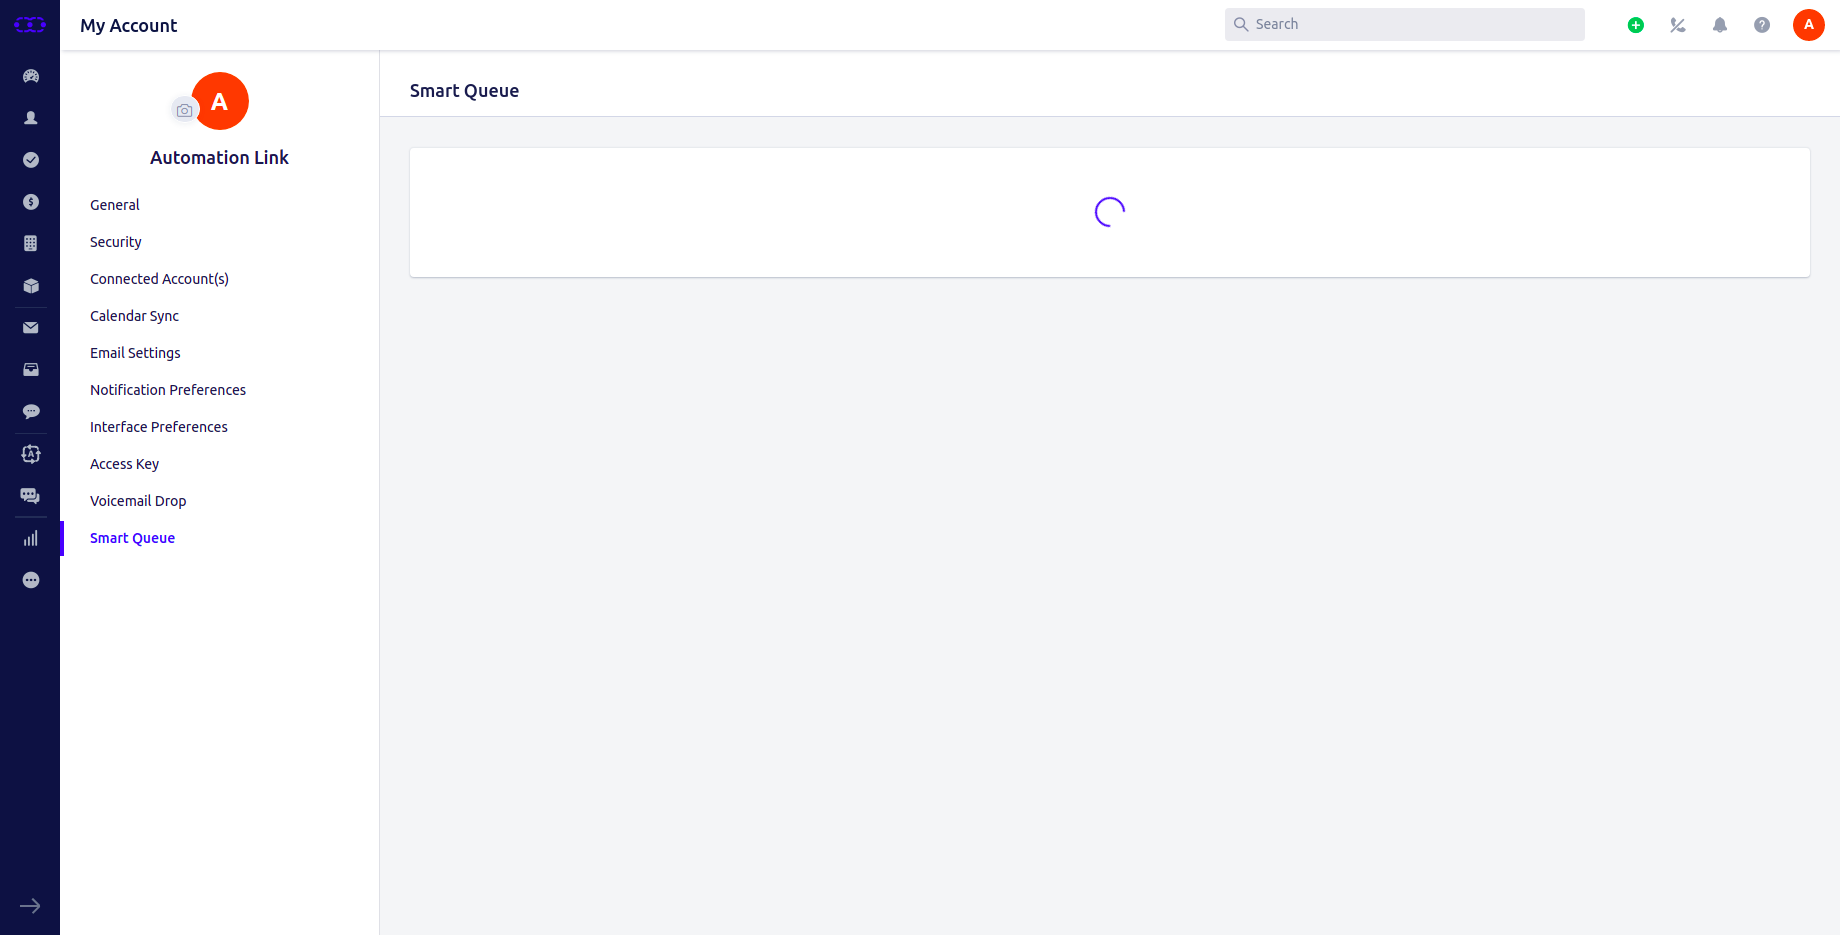 My Account
Search
A
A
Automation Link
General
Security
Connected Account(s)
Calendar Sync
Email Settings
Notification Preferences
Interface Preferences
Access Key
Voicemail Drop
Smart Queue
Smart Queue